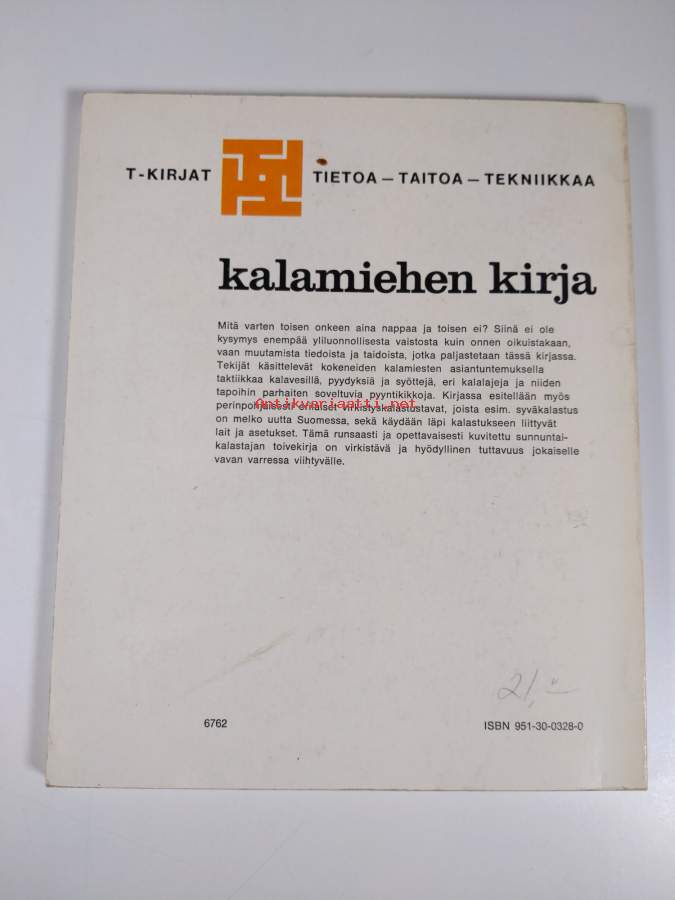 T-KIRJAT TIETOA — TAITOA — TEKNIIKKAA
kalamiehen kirja
Mitä varten toisen onkeen aina nappaa ja toisen ei? Siinä ei ole
kysymys enempää yliluonnollisesta vaistosta kuin onnen oikuistakaan,
vaan muutamista tiedoista ja taidoista, jotka paljastetaan tässä kirjassa.
Tekijät käsittelevät kokeneiden kalamiesten asiantuntemuksella
taktiikkaa kalavesillä, pyydyksiä ja syöttejä, eri kalalajeja ja niiden
tapoihin parhaiten soveltuvia pyyntikikkoja. Kirjassa esitellään myös
Antikvariaatti.net
perinpohjaisesti erilaiset virkistyskalastustavat, joista esim. syväkalastus
on melko uutta Suomessa, sekä käydään läpi kalastukseen liittyvät
lait ja asetukset. Tämä runsaasti ja opettavaisesti kuvitettu sunnuntai-
kalastajan toivekirja on virkistävä ja hyödyllinen tuttavuus jokaiselle
vavan varressa viihtyvälle.
21,-
6762 ISBN 951-30-0328-0